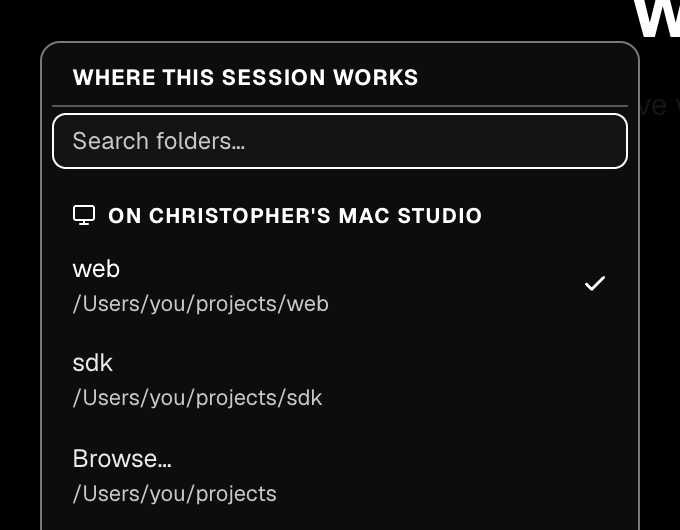 W
ve
WHERE THIS SESSION WORKS
Search folders...
ON CHRISTOPHER'S MAC STUDIO
web
/Users/you/projects/web
sdk
/Users/you/projects/sdk
Browse...
/Users/you/projects